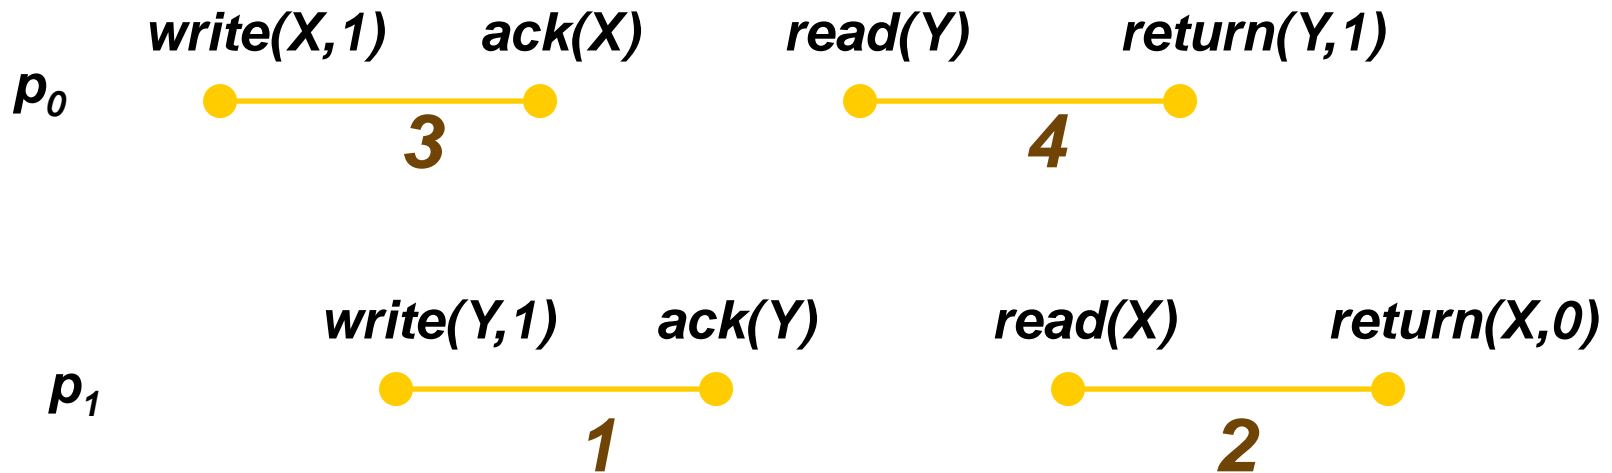 write(X,1) ack(X) read(Y) return(Y,1)
p0
3 4
write(Y,1) ack(Y) read(X) return(X,0)
p1
1 2